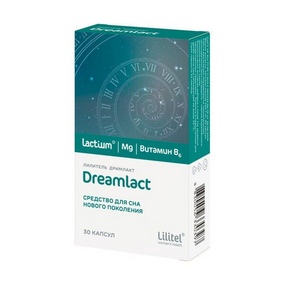 Lactium® | Mg | Витамин B₆
ЛИЛИТЕЛЬ ДРИМЛАКТ
Dreamlact
СРЕДСТВО ДЛЯ СНА
НОВОГО ПОКОЛЕНИЯ
30 КАПСУЛ
Lilitel®